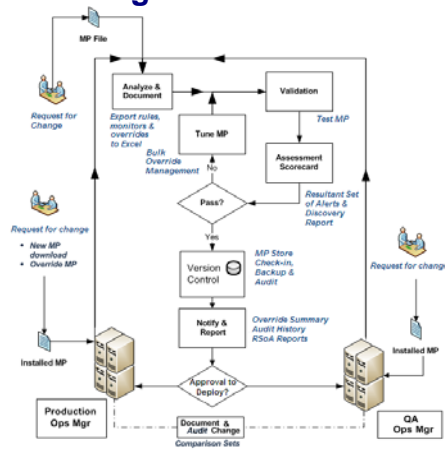 MP File
Request for
Change
Analyze &
Document
Validation
Export rules,
monitors &
overrides
to Excel
Test MP
Tune MP
Bulk
Override
Management
Assessment
Scorecard
No
Pass?
Resultant Set
of Alerts &
Discovery
Report
Request for change
• New MP
download
• Override MP
Yes
Version
Control
MP Store
Check-in,
Backup &
Audit
Request for change
Notify &
Report
Override Summary
Audit History
RSoA Reports
Installed MP
Installed MP
Approval to
Deploy?
Production
Ops Mgr
Document &
Audit Change
Comparison Sets
QA
Ops Mgr